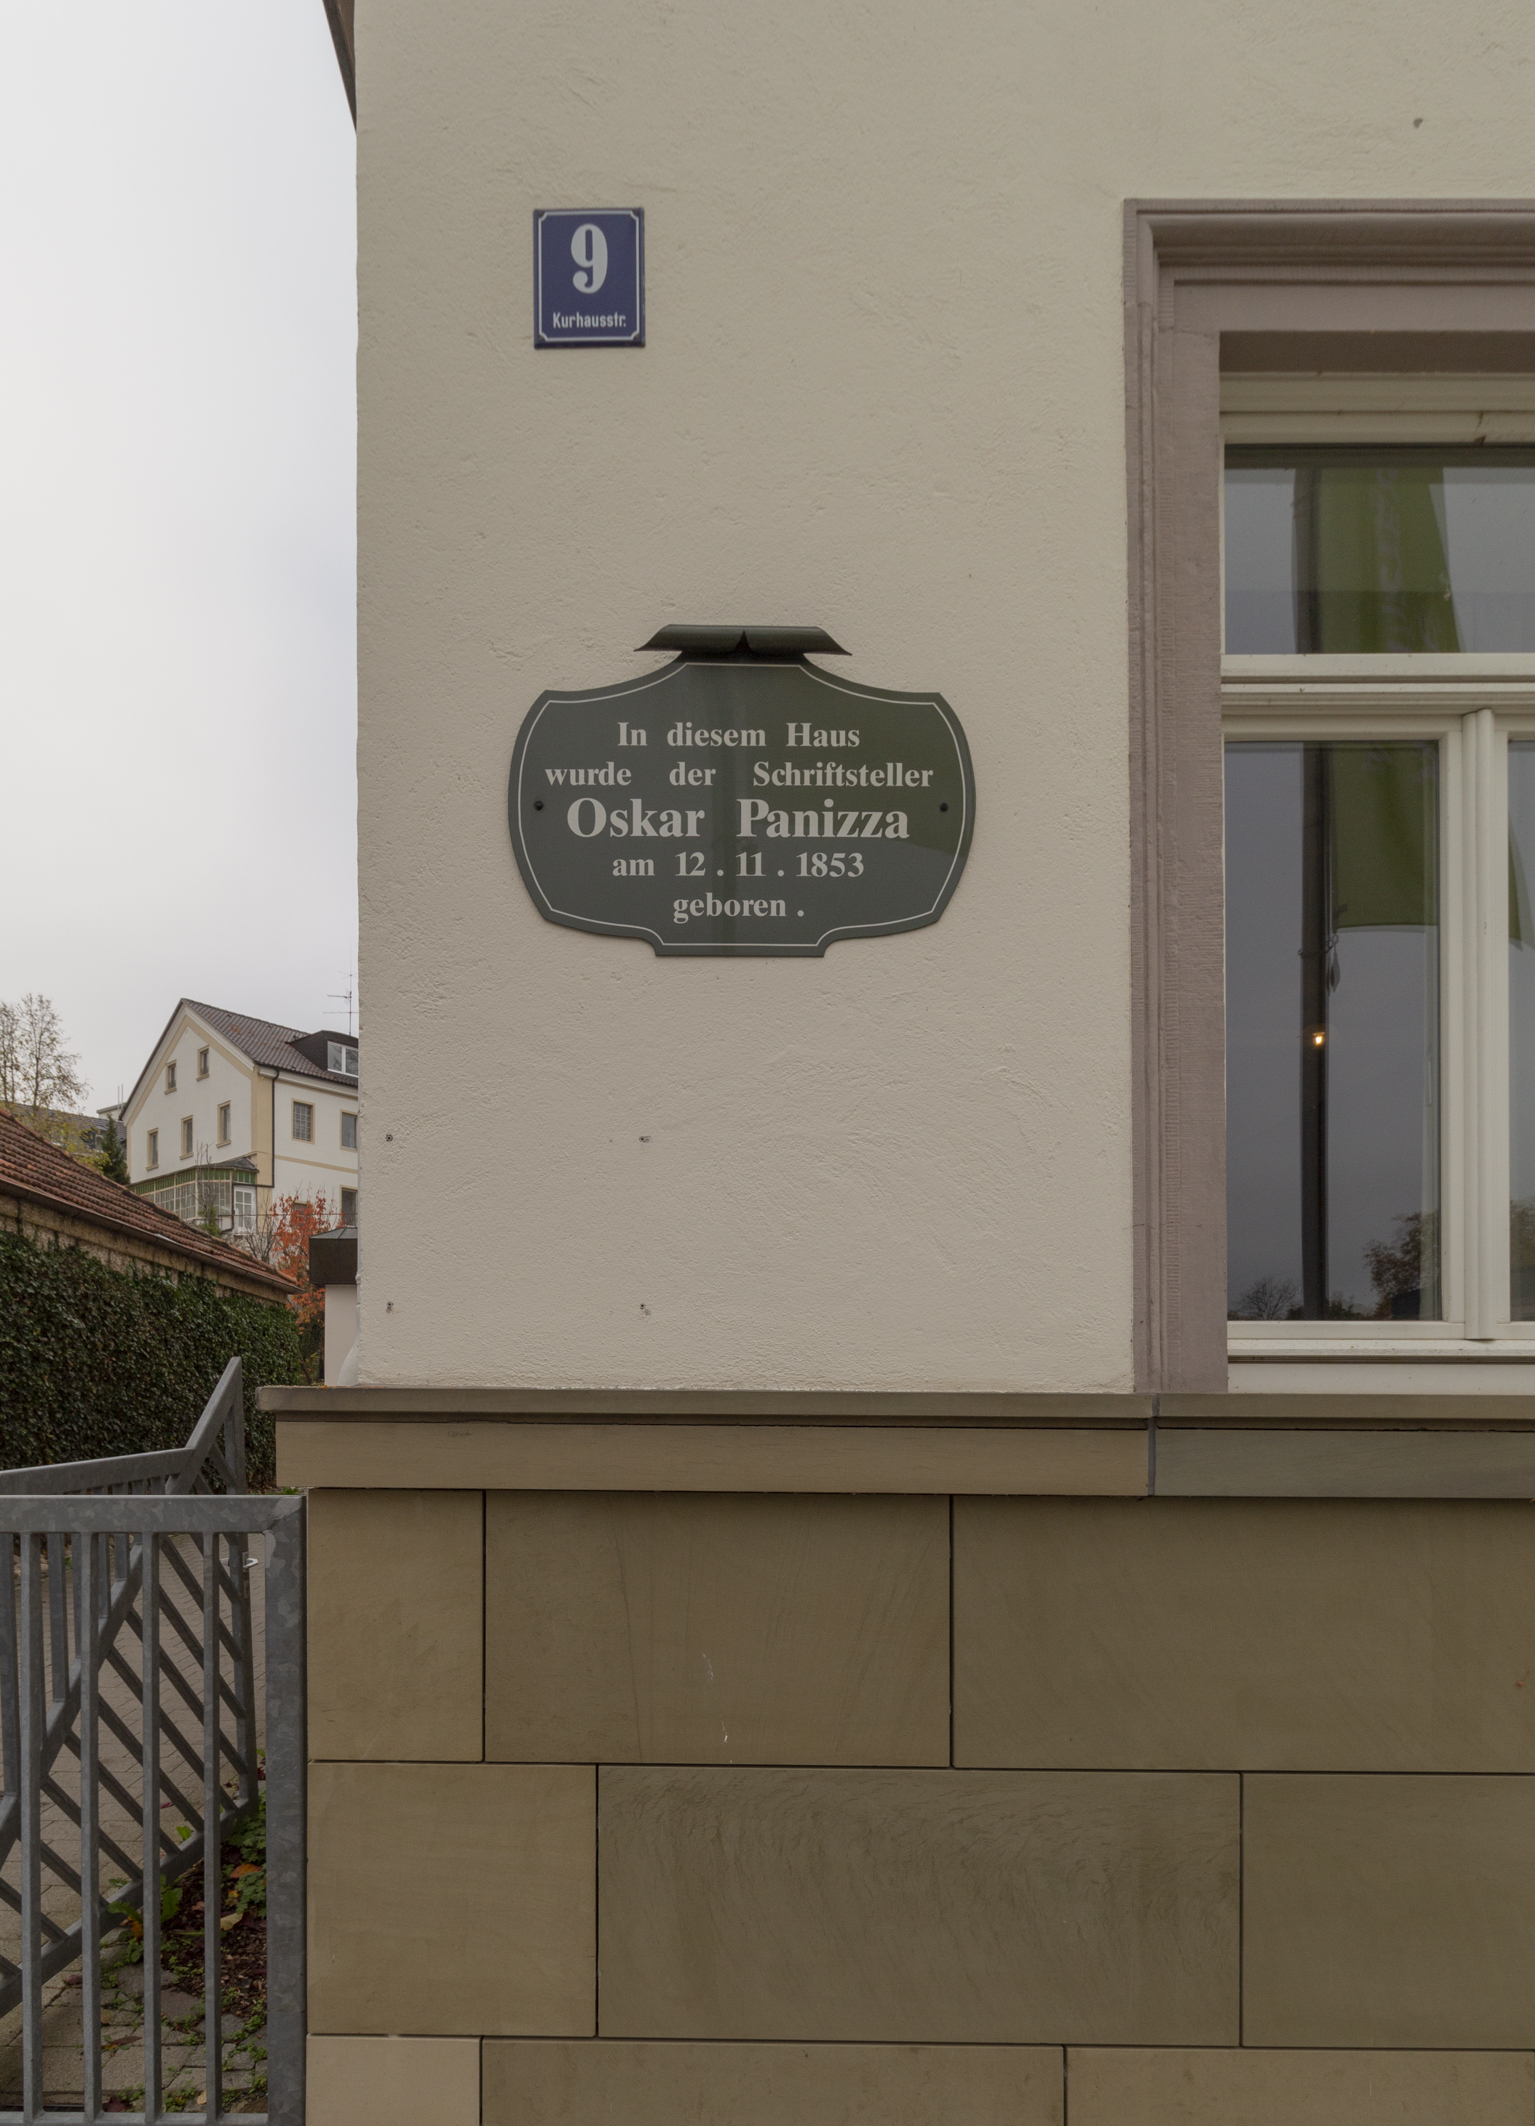 9
Kurhausstr.
In diesem Haus
wurde der Schriftsteller
Oskar Panizza
am 12 . 11 . 1853
geboren .